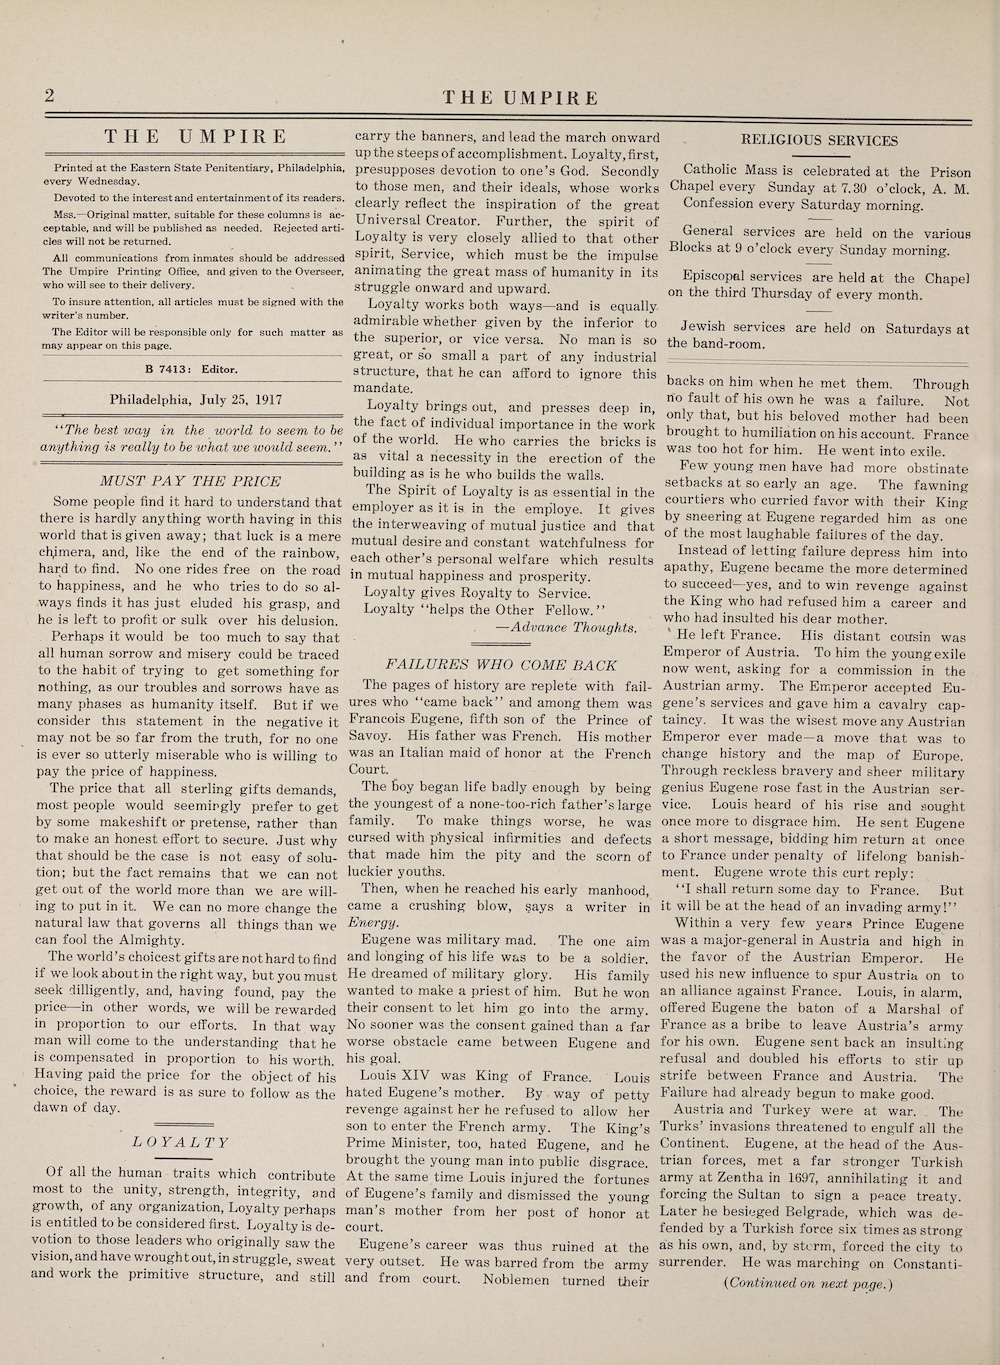 2
THE UMPIRE
THE UMPIRE
Printed at the Eastern State Penitentiary, Philadelphia,
every Wednesday.
Devoted to the interest and entertainment of its readers.
Mss.—Original matter, suitable for these columns is ac-
ceptable, and will be published as needed. Rejected arti-
cles will not be returned.
All communications from inmates should be addressed
The Umpire Printing Office, and given to the Overseer,
who will see to their delivery.
To insure attention, all articles must be signed with the
writer's number.
The Editor will be responsible only for such matter as
may appear on this page.
B 7413: Editor.
Philadelphia, July 25, 1917
"The best way in the world to seem to be
anything is really to be what we would seem."
MUST PAY THE PRICE
Some people find it hard to understand that
there is hardly anything worth having in this
world that is given away; that luck is a mere
chimera, and, like the end of the rainbow,
hard to find. No one rides free on the road
to happiness, and he who tries to do so al-
ways finds it has just eluded his grasp, and
he is left to profit or sulk over his delusion.
Perhaps it would be too much to say that
all human sorrow and misery could be traced
to the habit of trying to get something for
nothing, as our troubles and sorrows have as
many phases as humanity itself. But if we
consider this statement in the negative it
may not be so far from the truth, for no one
is ever so utterly miserable who is willing to
pay the price of happiness.
The price that all sterling gifts demands,
most people would seemingly prefer to get
by some makeshift or pretense, rather than
to make an honest effort to secure. Just why
that should be the case is not easy of solu-
tion; but the fact remains that we can not
get out of the world more than we are will-
ing to put in it. We can no more change the
natural law that governs all things than we
can fool the Almighty.
The world's choicest gifts are not hard to find
if we look about in the right way, but you must
seek dilligently, and, having found, pay the
price—in other words, we will be rewarded
in proportion to our efforts. In that way
man will come to the understanding that he
is compensated in proportion to his worth.
Having paid the price for the object of his
choice, the reward is as sure to follow as the
dawn of day.
LOYALTY
Of all the human traits which contribute
most to the unity, strength, integrity, and
growth, of any organization, Loyalty perhaps
is entitled to be considered first. Loyalty is de-
votion to those leaders who originally saw the
vision, and have wrought out, in struggle, sweat
and work the primitive structure, and still
carry the banners, and lead the march onward
up the steeps of accomplishment. Loyalty, first,
presupposes devotion to one's God. Secondly
to those men, and their ideals, whose works
clearly reflect the inspiration of the great
Universal Creator. Further, the spirit of
Loyalty is very closely allied to that other
spirit, Service, which must be the impulse
animating the great mass of humanity in its
struggle onward and upward.
Loyalty works both ways—and is equally
admirable whether given by the inferior to
the superior, or vice versa. No man is so
great, or so small a part of any industrial
structure, that he can afford to ignore this
mandate.
Loyalty brings out, and presses deep in,
the fact of individual importance in the work
of the world. He who carries the bricks is
as vital a necessity in the erection of the
building as is he who builds the walls.
The Spirit of Loyalty is as essential in the
employer as it is in the employe. It gives
the interweaving of mutual justice and that
mutual desire and constant watchfulness for
each other's personal welfare which results
in mutual happiness and prosperity.
Loyalty gives Royalty to Service.
Loyalty "helps the Other Fellow."
—Advance Thoughts.
FAILURES WHO COME BACK
The pages of history are replete with fail-
ures who "came back" and among them was
Francois Eugene, fifth son of the Prince of
Savoy. His father was French. His mother
was an Italian maid of honor at the French
Court.
The boy began life badly enough by being
the youngest of a none-too-rich father's large
family. To make things worse, he was
cursed with physical infirmities and defects
that made him the pity and the scorn of
luckier youths.
Then, when he reached his early manhood,
came a crushing blow, says a writer in
Energy.
Eugene was military mad. The one aim
and longing of his life was to be a soldier.
He dreamed of military glory. His family
wanted to make a priest of him. But he won
their consent to let him go into the army.
No sooner was the consent gained than a far
worse obstacle came between Eugene and
his goal.
Louis XIV was King of France. Louis
hated Eugene's mother. By way of petty
revenge against her he refused to allow her
son to enter the French army. The King's
Prime Minister, too, hated Eugene, and he
brought the young man into public disgrace.
At the same time Louis injured the fortunes
of Eugene's family and dismissed the young
man's mother from her post of honor at
court.
Eugene's career was thus ruined at the
very outset. He was barred from the army
and from court. Noblemen turned their
RELIGIOUS SERVICES
Catholic Mass is celebrated at the Prison
Chapel every Sunday at 7.30 o'clock, A. M.
Confession every Saturday morning.
General services are held on the various
Blocks at 9 o'clock every Sunday morning.
Episcopal services are held at the Chapel
on the third Thursday of every month.
Jewish services are held on Saturdays at
the band-room.
backs on him when he met them. Through
no fault of his own he was a failure. Not
only that, but his beloved mother had been
brought to humiliation on his account. France
was too hot for him. He went into exile.
Few young men have had more obstinate
setbacks at so early an age. The fawning
courtiers who curried favor with their King
by sneering at Eugene regarded him as one
of the most laughable failures of the day.
Instead of letting failure depress him into
apathy, Eugene became the more determined
to succeed—yes, and to win revenge against
the King who had refused him a career and
who had insulted his dear mother.
He left France. His distant cousin was
Emperor of Austria. To him the young exile
now went, asking for a commission in the
Austrian army. The Emperor accepted Eu-
gene's services and gave him a cavalry cap-
taincy. It was the wisest move any Austrian
Emperor ever made—a move that was to
change history and the map of Europe.
Through reckless bravery and sheer military
genius Eugene rose fast in the Austrian ser-
vice. Louis heard of his rise and sought
once more to disgrace him. He sent Eugene
a short message, bidding him return at once
to France under penalty of lifelong banish-
ment. Eugene wrote this curt reply:
"I shall return some day to France. But
it will be at the head of an invading army!"
Within a very few years Prince Eugene
was a major-general in Austria and high in
the favor of the Austrian Emperor. He
used his new influence to spur Austria on to
an alliance against France. Louis, in alarm,
offered Eugene the baton of a Marshal of
France as a bribe to leave Austria's army
for his own. Eugene sent back an insulting
refusal and doubled his efforts to stir up
strife between France and Austria. The
Failure had already begun to make good.
Austria and Turkey were at war. The
Turks' invasions threatened to engulf all the
Continent. Eugene, at the head of the Aus-
trian forces, met a far stronger Turkish
army at Zentha in 1697, annihilating it and
forcing the Sultan to sign a peace treaty.
Later he besieged Belgrade, which was de-
fended by a Turkish force six times as strong
as his own, and, by storm, forced the city to
surrender. He was marching on Constanti-
(Continued on next page.)